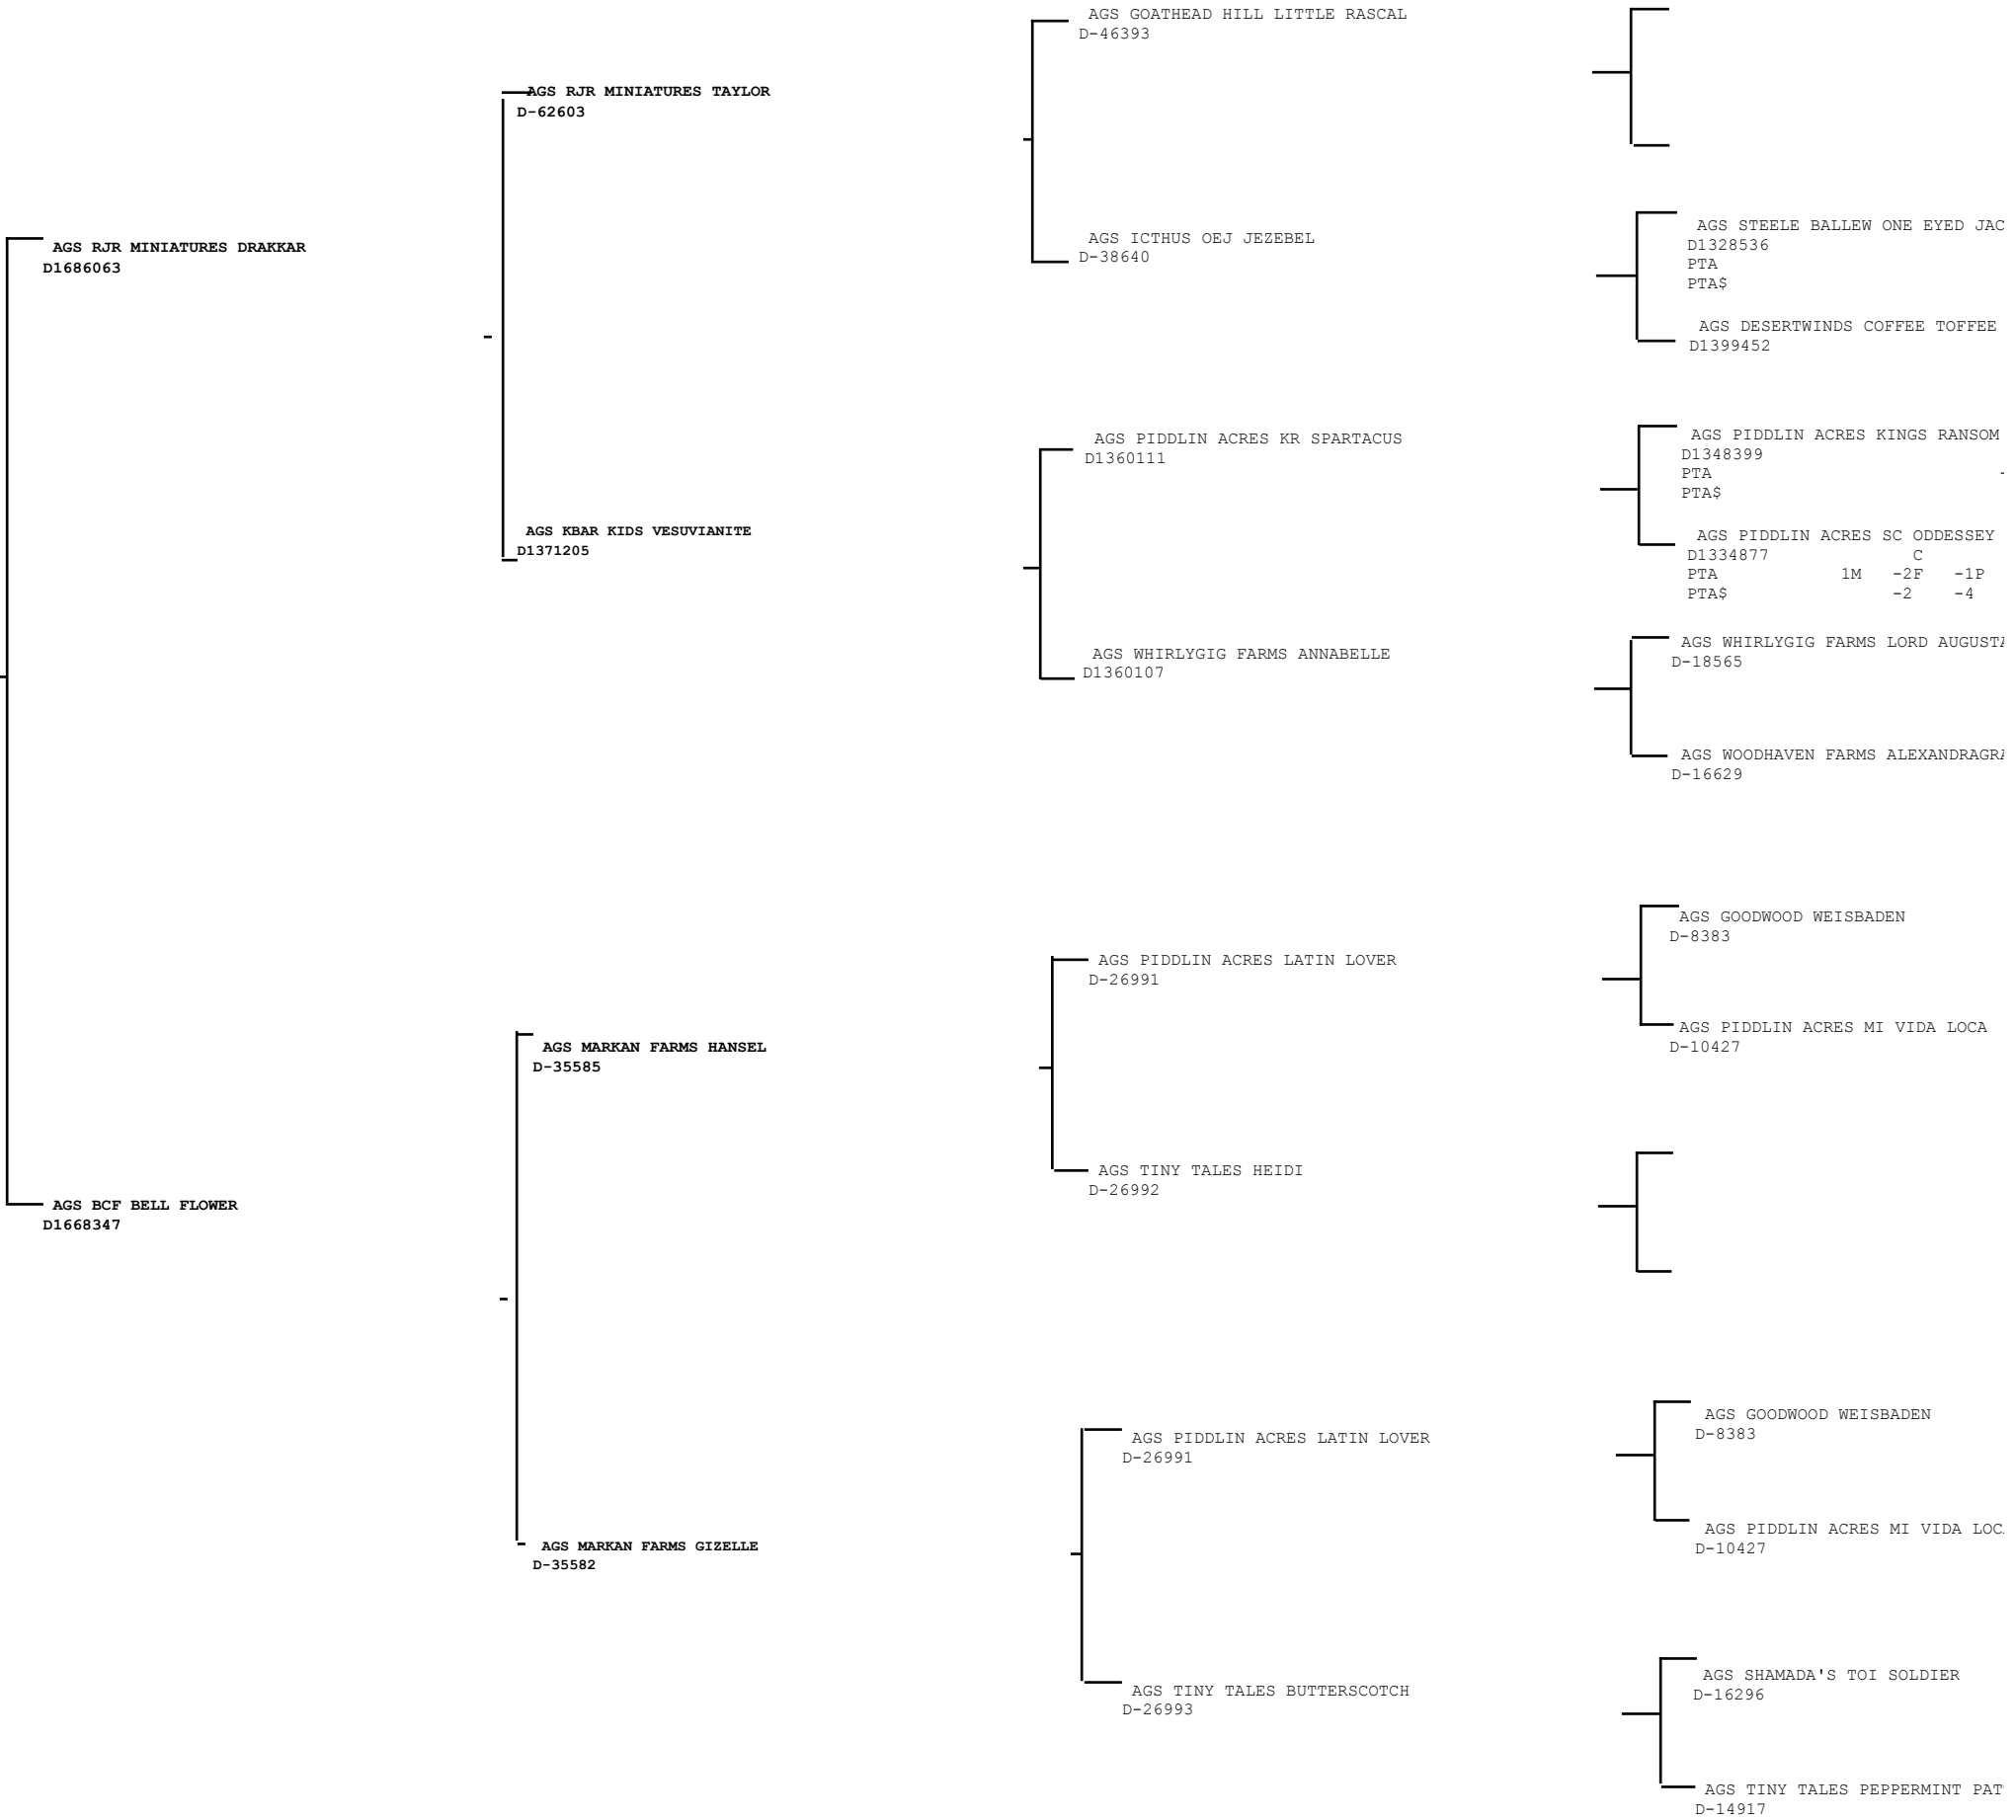 AGS RJR MINIATURES DRAKKAR
D1686063
AGS BCF BELL FLOWER
D1668347
AGS RJR MINIATURES TAYLOR
D-62603
AGS KBAR KIDS VESUVIANITE
D1371205
AGS MARKAN FARMS HANSEL
D-35585
AGS MARKAN FARMS GIZELLE
D-35582
AGS GOATHEAD HILL LITTLE RASCAL
D-46393
AGS ICTHUS OEJ JEZEBEL
D-38640
AGS PIDDLIN ACRES KR SPARTACUS
D1360111
AGS WHIRLYGIG FARMS ANNABELLE
D1360107
AGS PIDDLIN ACRES LATIN LOVER
D-26991
AGS TINY TALES HEIDI
D-26992
AGS PIDDLIN ACRES LATIN LOVER
D-26991
AGS TINY TALES BUTTERSCOTCH
D-26993
AGS STEELE BALLEW ONE EYED JAC
D1328536
PTA
PTA$
AGS DESERTWINDS COFFEE TOFFEE
D1399452
AGS PIDDLIN ACRES KINGS RANSOM
D1348399
PTA -
PTA$
AGS PIDDLIN ACRES SC ODDESSEY
D1334877 C
PTA 1M -2F -1P
PTA$ -2 -4
AGS WHIRLYGIG FARMS LORD AUGUST
D-18565
AGS WOODHAVEN FARMS ALEXANDRAGR
D-16629
AGS GOODWOOD WEISBADEN
D-8383
AGS PIDDLIN ACRES MI VIDA LOCA
D-10427
AGS GOODWOOD WEISBADEN
D-8383
AGS PIDDLIN ACRES MI VIDA LOC
D-10427
AGS SHAMADA'S TOI SOLDIER
D-16296
AGS TINY TALES PEPPERMINT PAT
D-14917